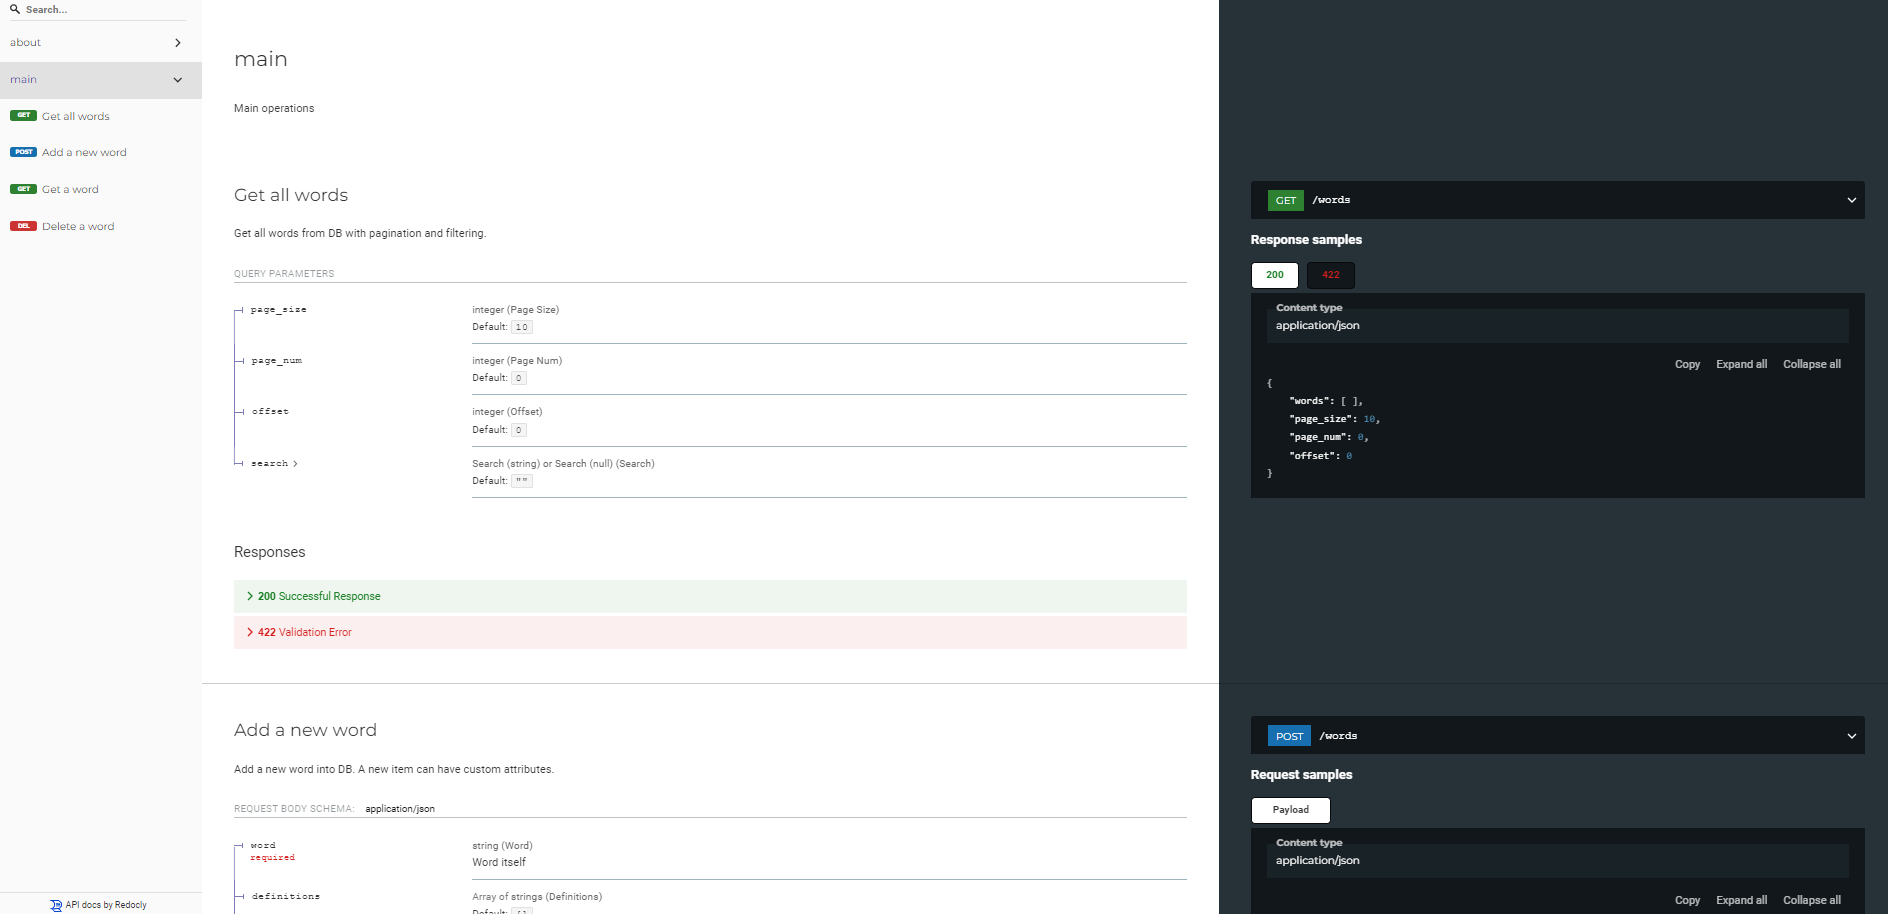 Search...
about
main
GET Get all words
POST Add a new word
GET Get a word
DEL Delete a word
API docs by Redocly
main
Main operations
Get all words
Get all words from DB with pagination and filtering.
QUERY PARAMETERS
page_size
integer (Page Size)
Default: 10
page_num
integer (Page Num)
Default: 0
offset
integer (Offset)
Default: 0
search
Search (string) or Search (null) (Search)
Default: ""
Responses
200 Successful Response
422 Validation Error
Add a new word
Add a new word into DB. A new item can have custom attributes.
REQUEST BODY SCHEMA: application/json
word
required
string (Word)
Word itself
definitions
Array of strings (Definitions)
Default: []
GET /words
Response samples
200 422
Content type
application/json
Copy Expand all Collapse all
{
"words": [ ],
"page_size": 10,
"page_num": 0,
"offset": 0
}
POST /words
Request samples
Payload
Content type
application/json
Copy Expand all Collapse all